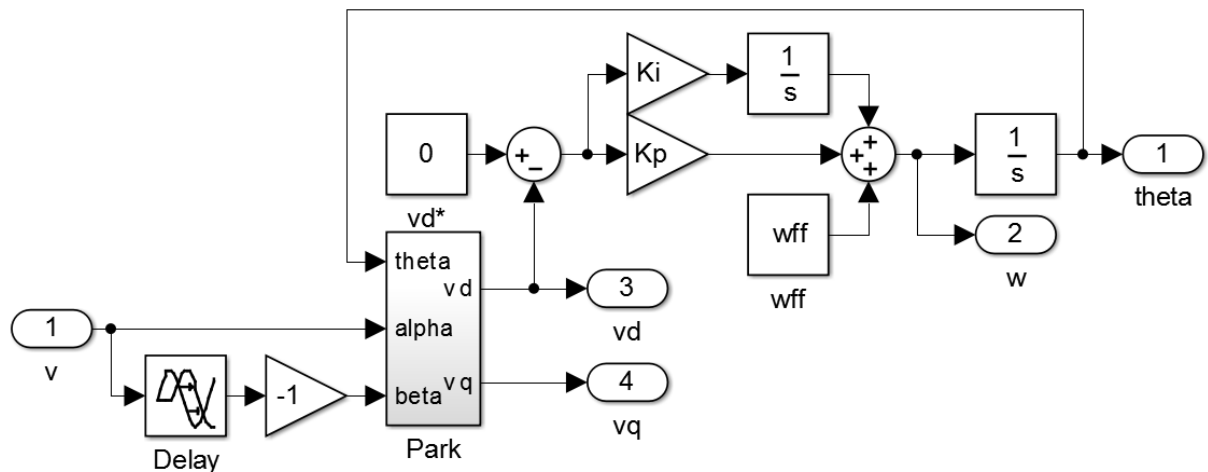 Ki
1
s
0
vd*
+
−
Kp
+
+
+
1
s
1
theta
wff
wff
2
w
theta
alpha
beta
vd
vq
Park
3
vd
4
vq
1
v
Delay
-1